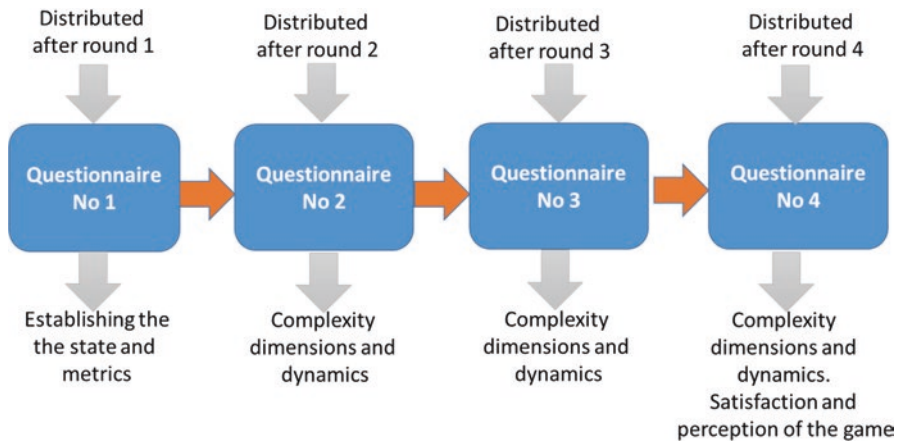 Distributed
after round 1
Distributed
after round 2
Distributed
after round 3
Distributed
after round 4
Questionnaire
No 1
Questionnaire
No 2
Questionnaire
No 3
Questionnaire
No 4
Establishing the
the state and
metrics
Complexity
dimensions and
dynamics
Complexity
dimensions and
dynamics
Complexity
dimensions and
dynamics.
Satisfaction and
perception of the game